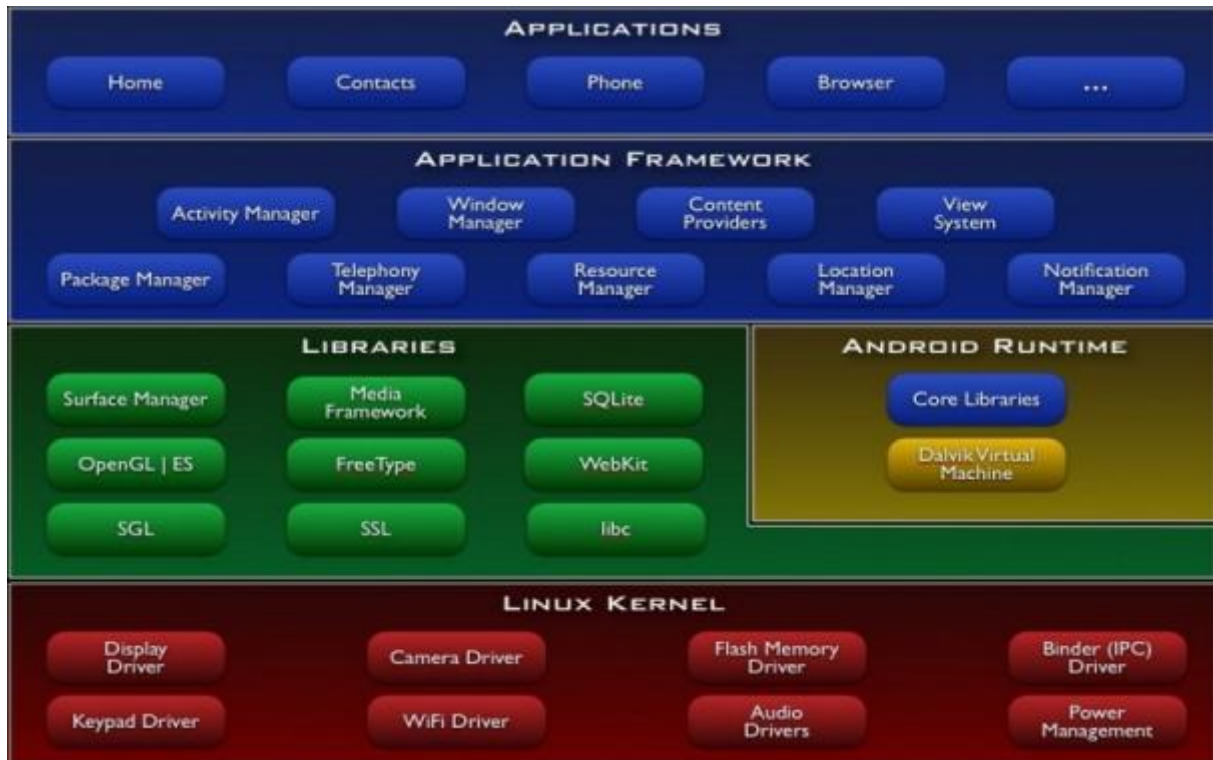 APPLICATIONS
Home
Contacts
Phone
Browser
...
APPLICATION FRAMEWORK
Activity Manager
Window
Manager
Content
Providers
View
System
Package Manager
Telephony
Manager
Resource
Manager
Location
Manager
Notification
Manager
LIBRARIES
Surface Manager
Media
Framework
SQLite
OpenGL | ES
FreeType
WebKit
SGL
SSL
libc
ANDROID RUNTIME
Core Libraries
Dalvik Virtual
Machine
LINUX KERNEL
Display
Driver
Camera Driver
Flash Memory
Driver
Binder (IPC)
Driver
Keypad Driver
WiFi Driver
Audio
Drivers
Power
Management